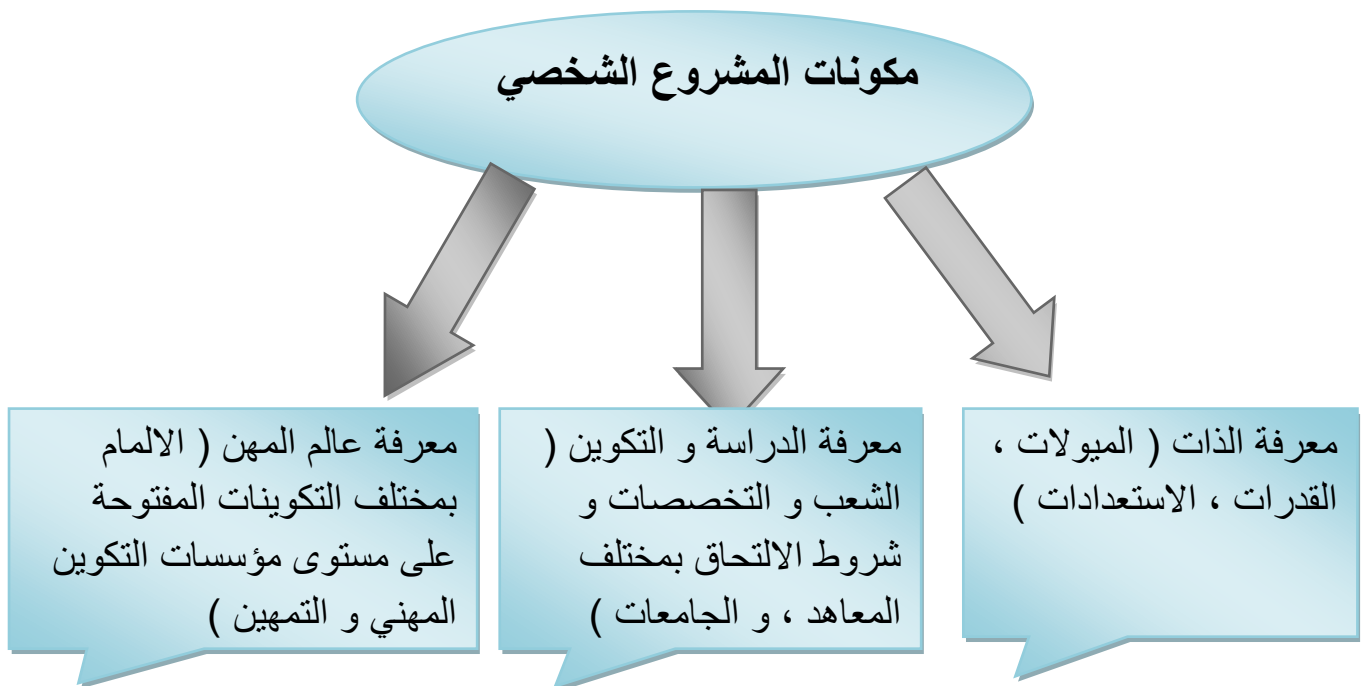 مكونات المشروع الشخصي
معرفة الذات ( الميولات ،
القدرات ، الاستعدادات )
معرفة الدراسة و التكوين (
الشعب و التخصصات و
شروط الالتحاق بمختلف
المعاهد ، و الجامعات )
معرفة عالم المهن ( الالمام
بمختلف التكوينات المفتوحة
على مستوى مؤسسات التكوين
المهني و التمهين )